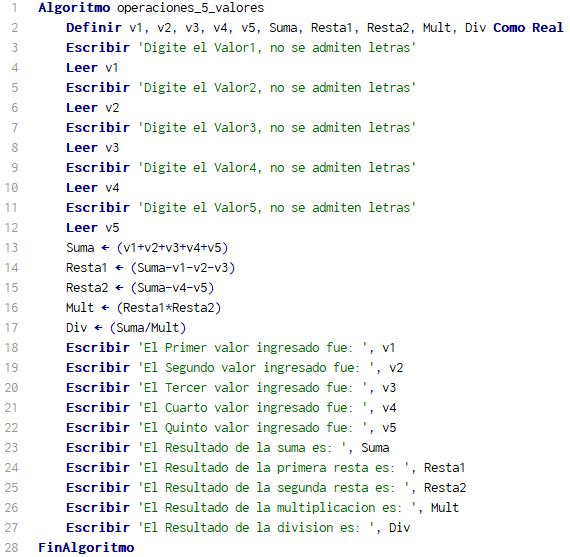 1 Algoritmo operaciones_5_valores
2 Definir v1, v2, v3, v4, v5, Suma, Resta1, Resta2, Mult, Div Como Real
3 Escribir 'Digite el Valor1, no se admiten letras'
4 Leer v1
5 Escribir 'Digite el Valor2, no se admiten letras'
6 Leer v2
7 Escribir 'Digite el Valor3, no se admiten letras'
8 Leer v3
9 Escribir 'Digite el Valor4, no se admiten letras'
10 Leer v4
11 Escribir 'Digite el Valor5, no se admiten letras'
12 Leer v5
13 Suma ← (v1+v2+v3+v4+v5)
14 Resta1 ← (Suma-v1-v2-v3)
15 Resta2 ← (Suma-v4-v5)
16 Mult ← (Resta1*Resta2)
17 Div ← (Suma/Mult)
18 Escribir 'El Primer valor ingresado fue: ', v1
19 Escribir 'El Segundo valor ingresado fue: ', v2
20 Escribir 'El Tercer valor ingresado fue: ', v3
21 Escribir 'El Cuarto valor ingresado fue: ', v4
22 Escribir 'El Quinto valor ingresado fue: ', v5
23 Escribir 'El Resultado de la suma es: ', Suma
24 Escribir 'El Resultado de la primera resta es: ', Resta1
25 Escribir 'El Resultado de la segunda resta es: ', Resta2
26 Escribir 'El Resultado de la multiplicacion es: ', Mult
27 Escribir 'El Resultado de la division es: ', Div
28 FinAlgoritmo